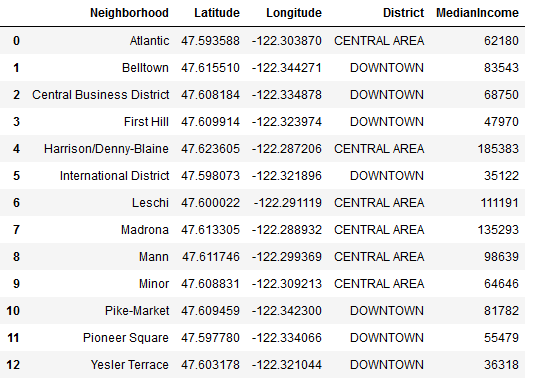 Neighborhood Latitude Longitude District MedianIncome
0 Atlantic 47.593588 -122.303870 CENTRAL AREA 62180
1 Belltown 47.615510 -122.344271 DOWNTOWN 83543
2 Central Business District 47.608184 -122.334878 DOWNTOWN 68750
3 First Hill 47.609914 -122.323974 DOWNTOWN 47970
4 Harrison/Denny-Blaine 47.623605 -122.287206 CENTRAL AREA 185383
5 International District 47.598073 -122.321896 DOWNTOWN 35122
6 Leschi 47.600022 -122.291119 CENTRAL AREA 111191
7 Madrona 47.613305 -122.288932 CENTRAL AREA 135293
8 Mann 47.611746 -122.299369 CENTRAL AREA 98639
9 Minor 47.608831 -122.309213 CENTRAL AREA 64646
10 Pike-Market 47.609459 -122.342300 DOWNTOWN 81782
11 Pioneer Square 47.597780 -122.334066 DOWNTOWN 55479
12 Yesler Terrace 47.603178 -122.321044 DOWNTOWN 36318